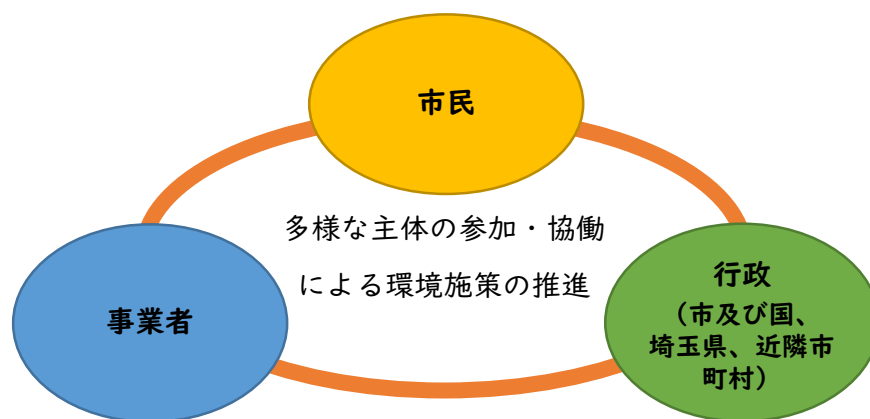 市民
多様な主体の参加・協働
による環境施策の推進
事業者
行政
（市及び国、
埼玉県、近隣市
町村）